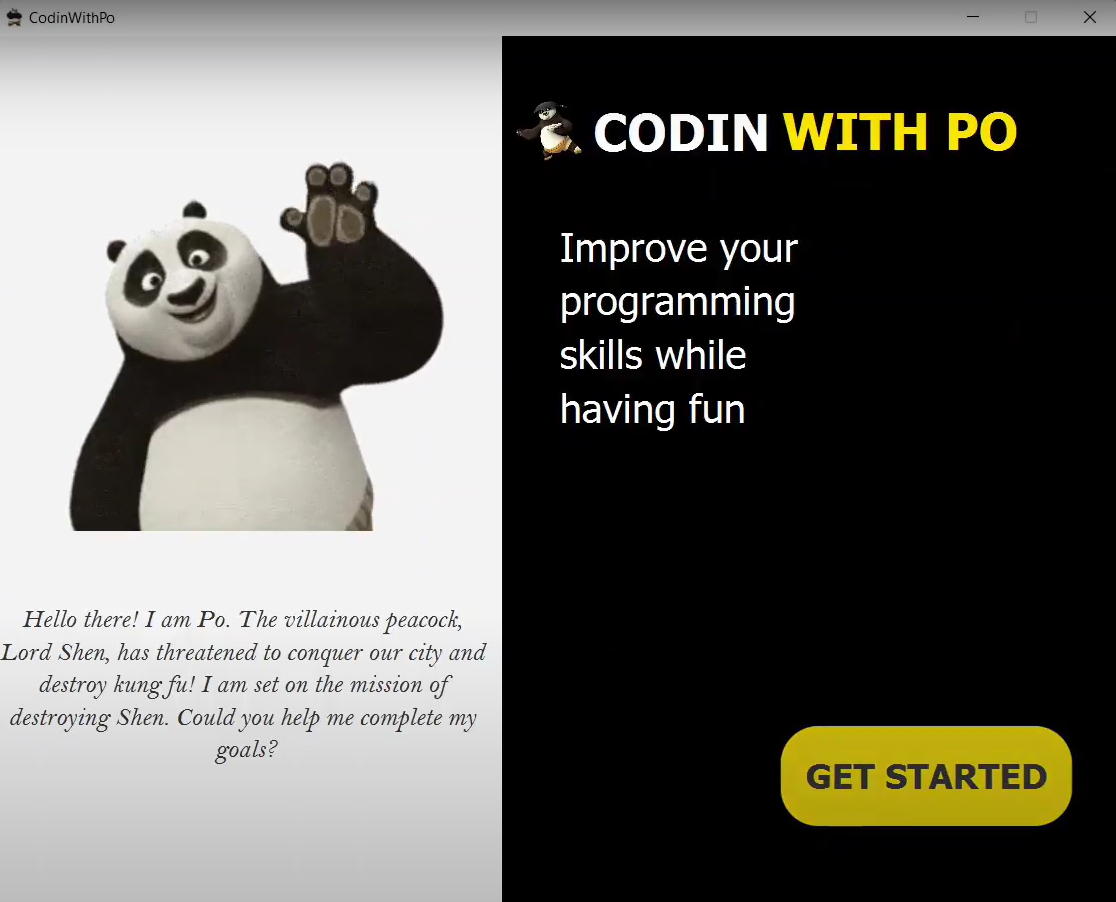 CodinWithPo
CODIN WITH PO
Improve your
programming
skills while
having fun
Hello there! I am Po. The villainous peacock,
Lord Shen, has threatened to conquer our city and
destroy kung fu! I am set on the mission of
destroying Shen. Could you help me complete my
goals?
GET STARTED